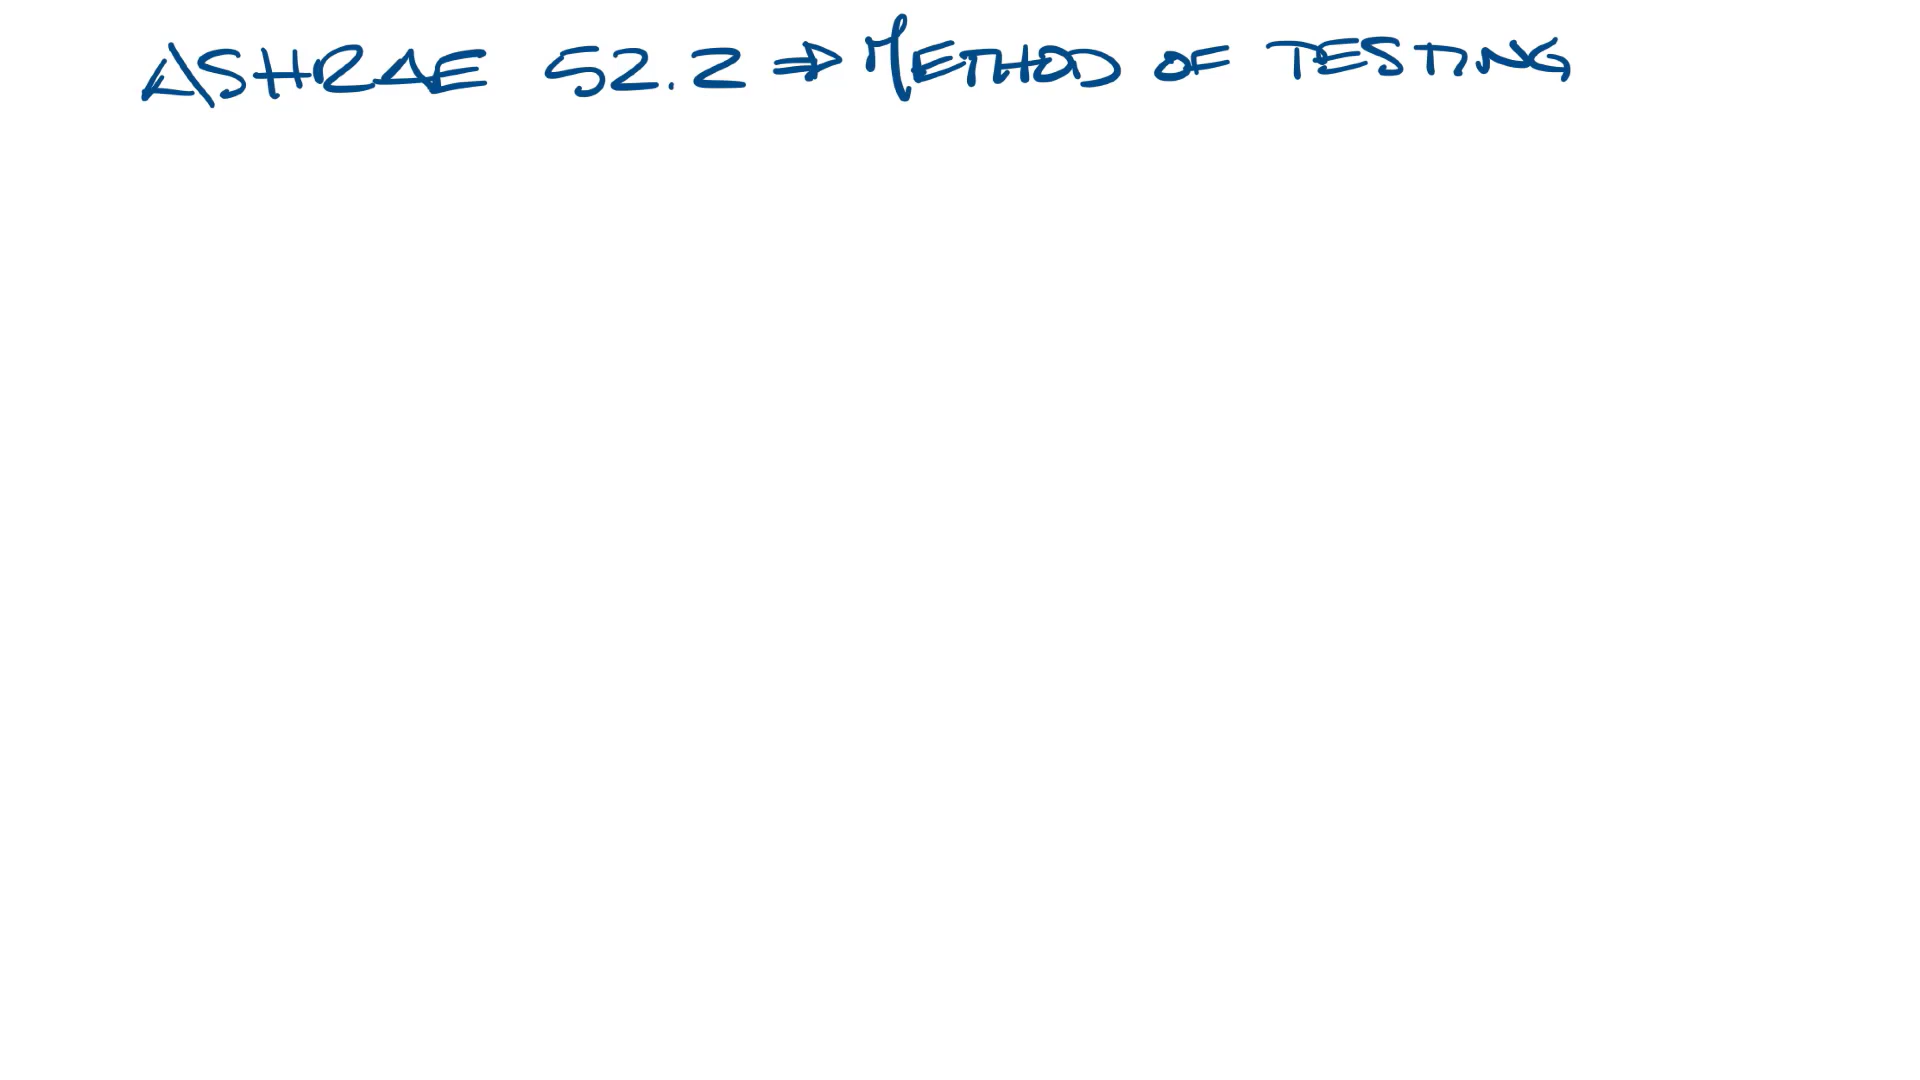 ASHRAE 52.2 ⇒ METHOD OF TESTING